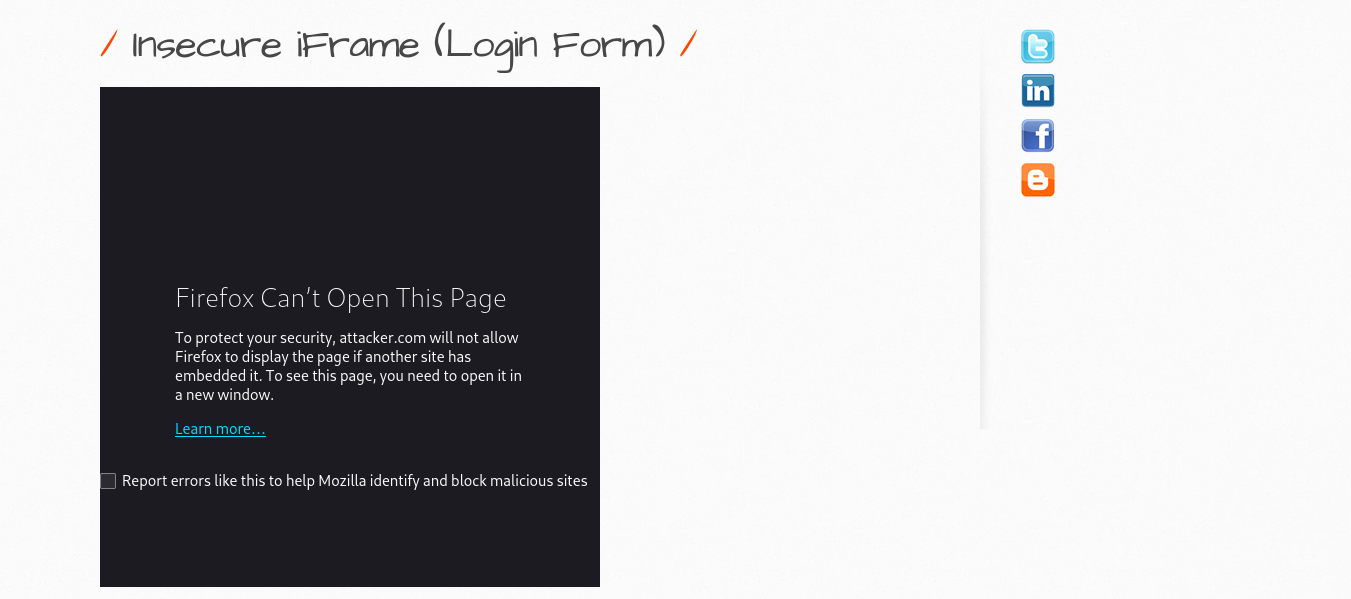 / Insecure iFrame (Login Form) /
Firefox Can't Open This Page
To protect your security, attacker.com will not allow
Firefox to display the page if another site has
embedded it. To see this page, you need to open it in
a new window.
Learn more…
Report errors like this to help Mozilla identify and block malicious sites
t
in
f
B